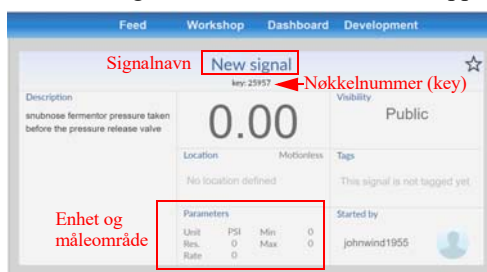 Feed Workshop Dashboard Development
Signalnavn New signal
key: 25957 Nøkkelnummer (key)
Description
snubnose fermentor pressure taken
before the pressure release valve
0.00
Visibility
Public
Location Motionless
No location defined
Tags
This signal is not tagged yet
Enhet og
måleområde
Parameters
Unit PSI Min 0
Res. 0 Max 0
Rate 0
Started by
johnwind1955